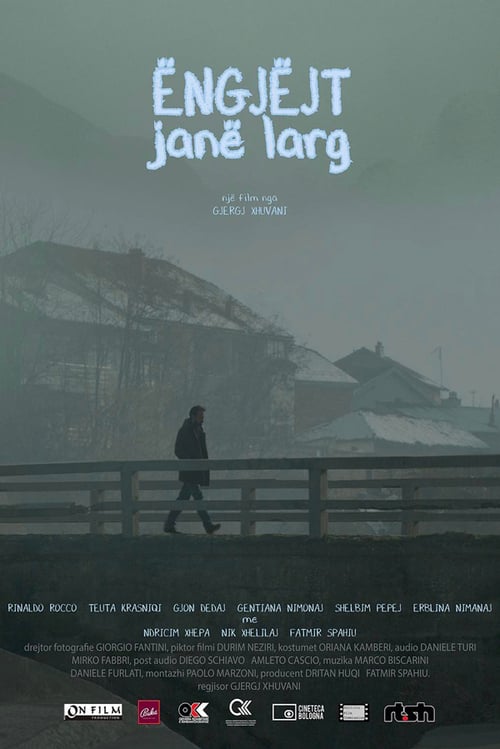 ËNGJËJT
janë larg
një film nga
GJERGJ XHUVANI
RINALDO ROCCO TEUTA KRASNIQI GJON DEDAJ GENTIANA NIMONAJ SHELBIM PEPEJ ERBLINA NIMANAJ
me
NDRICIM XHEPA NIK XHELILAJ FATMIR SPAHIU
drejtor fotografie GIORGIO FANTINI, piktor filmi DURIM NEZIRI, kostumet ORIANA KAMBERI, audio DANIELE TURI
MIRKO FABBRI, post audio DIEGO SCHIAVO AMLETO CASCIO, muzika MARCO BISCARINI
DANIELE FURLATI, montazhi PAOLO MARZONI, producent DRITAN HUQI FATMIR SPAHIU.
regjisor GJERGJ XHUVANI
ON FILM
PRODUCTION
CINETECA
BOLOGNA
rtsh